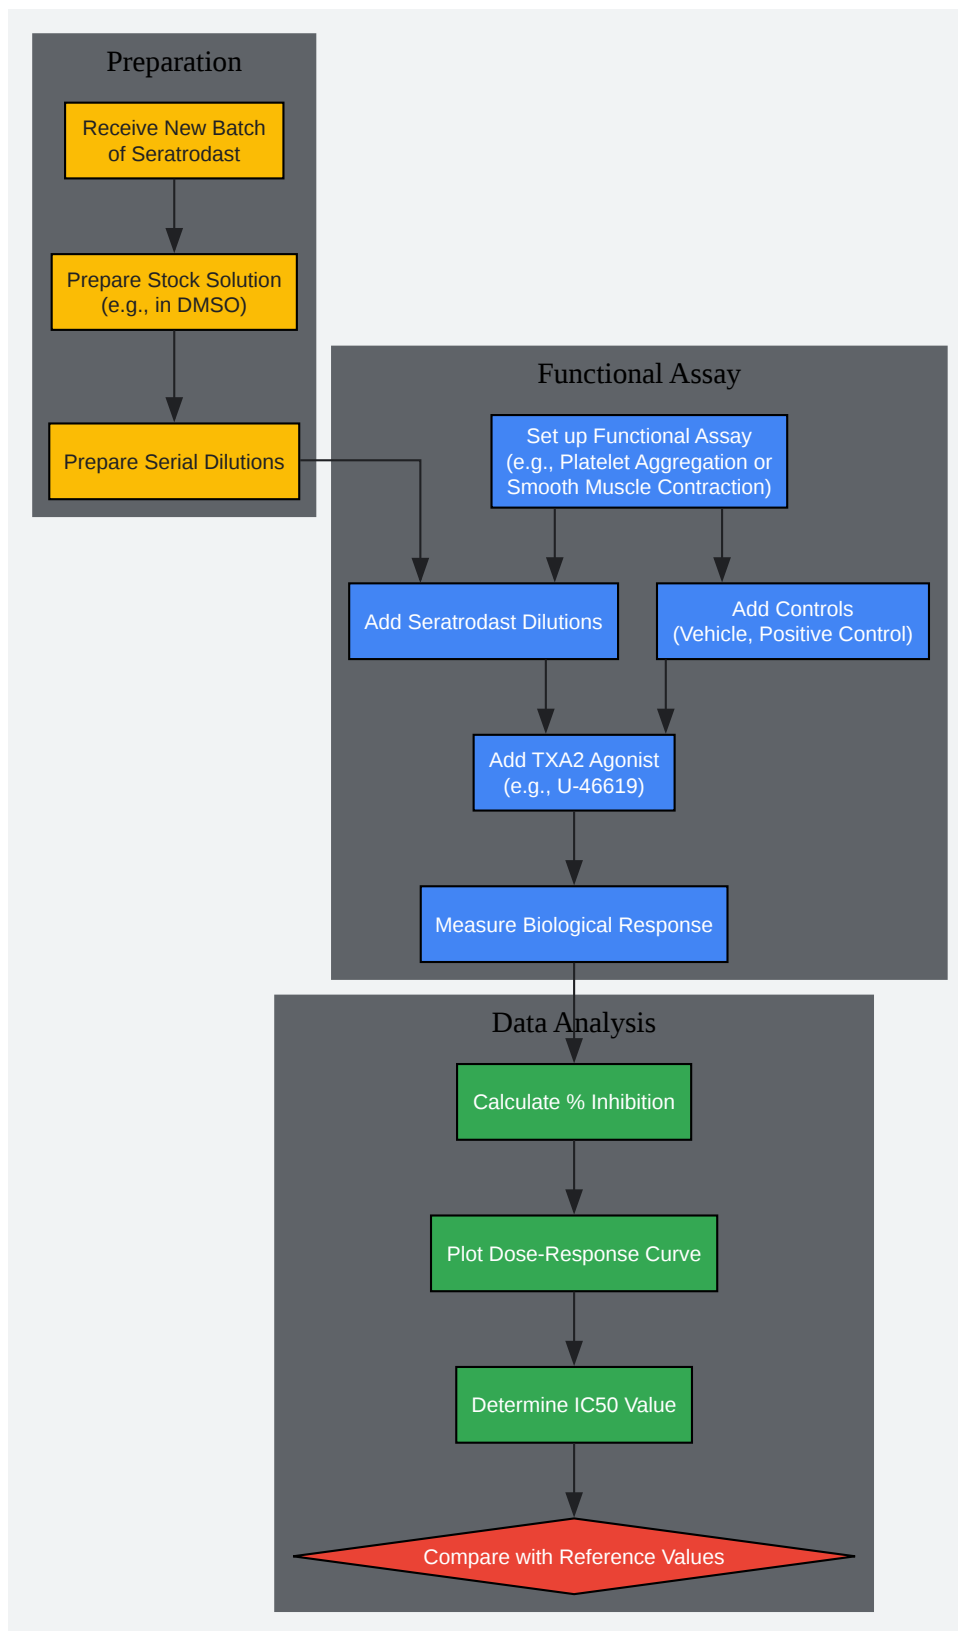 Preparation
Receive New Batch
of Seratrodast
Prepare Stock Solution
(e.g., in DMSO)
Prepare Serial Dilutions
Functional Assay
Set up Functional Assay
(e.g., Platelet Aggregation or
Smooth Muscle Contraction)
Add Seratrodast Dilutions
Add Controls
(Vehicle, Positive Control)
Add TXA2 Agonist
(e.g., U-46619)
Measure Biological Response
Data Analysis
Calculate % Inhibition
Plot Dose-Response Curve
Determine IC50 Value
Compare with Reference Values